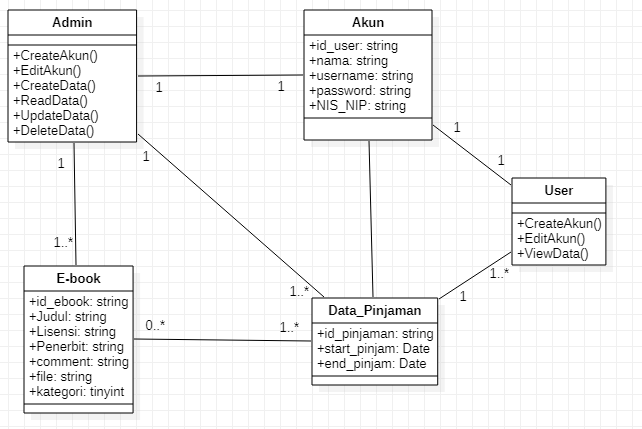 Admin
+CreateAkun()
+EditAkun()
+CreateData()
+ReadData()
+UpdateData()
+DeleteData()
Akun
+id_user: string
+nama: string
+username: string
+password: string
+NIS_NIP: string
1
1
1
1
1
1
User
+CreateAkun()
+EditAkun()
+ViewData()
1..*
1..*
1
1..*
E-book
+id_ebook: string
+Judul: string
+Lisensi: string
+Penerbit: string
+comment: string
+file: string
+kategori: tinyint
0..*
1..*
Data_Pinjaman
+id_pinjaman: string
+start_pinjam: Date
+end_pinjam: Date